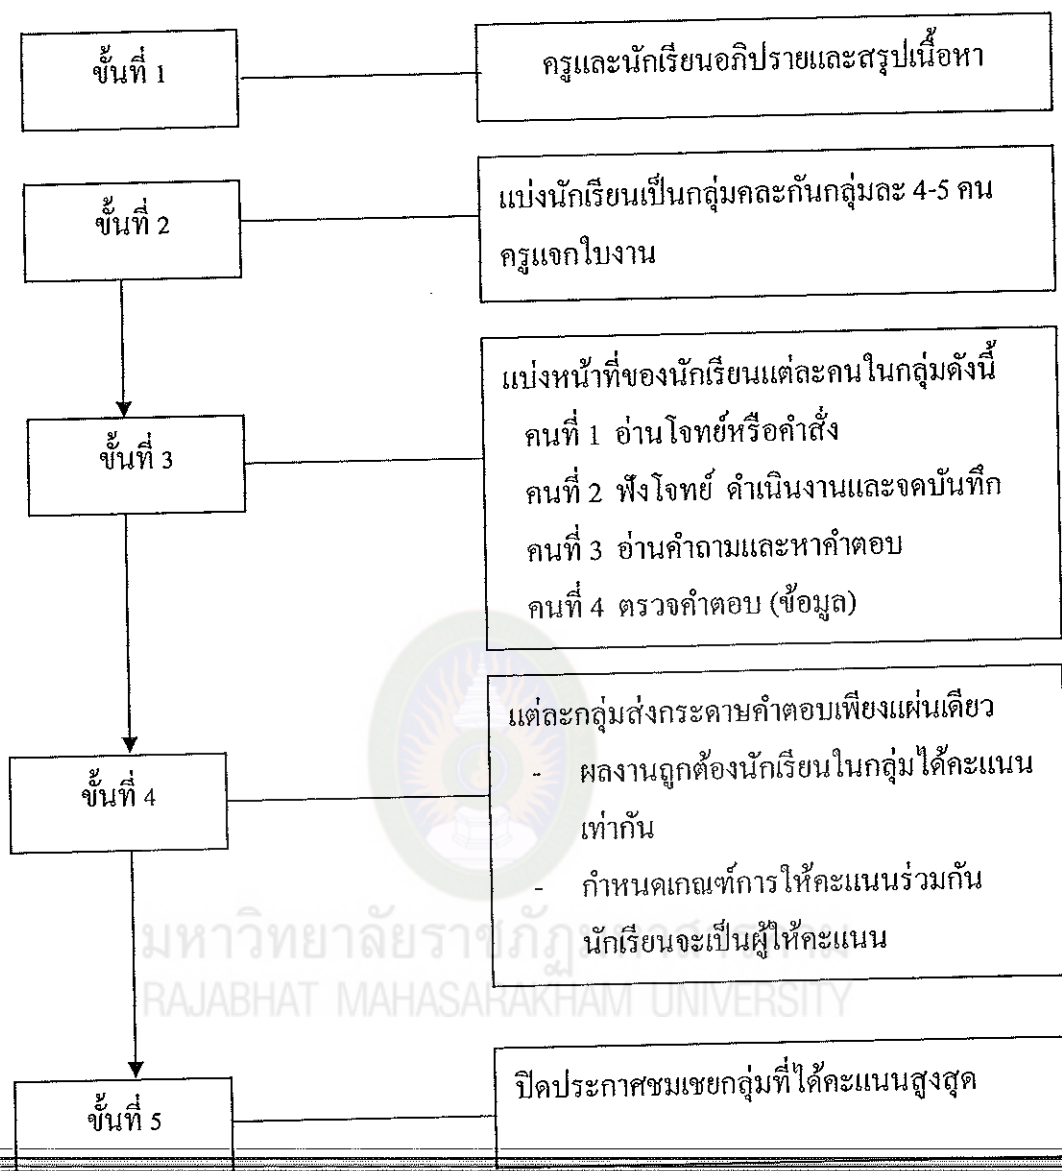 ขั้นที่ 1
ครูและนักเรียนอภิปรายและสรุปเนื้อหา
ขั้นที่ 2
แบ่งนักเรียนเป็นกลุ่มคละกันกลุ่มละ 4-5 คน
ครูแจกใบงาน
ขั้นที่ 3
แบ่งหน้าที่ของนักเรียนแต่ละคนในกลุ่มดังนี้
คนที่ 1 อ่านโจทย์หรือคำสั่ง
คนที่ 2 ฟังโจทย์ ดำเนินงานและจดบันทึก
คนที่ 3 อ่านคำถามและหาคำตอบ
คนที่ 4 ตรวจคำตอบ (ข้อมูล)
ขั้นที่ 4
แต่ละกลุ่มส่งกระดาษคำตอบเพียงแผ่นเดียว
- ผลงานถูกต้องนักเรียนในกลุ่มได้คะแนน
เท่ากัน
- กำหนดเกณฑ์การให้คะแนนร่วมกัน
นักเรียนจะเป็นผู้ให้คะแนน
มหาวิทยาลัยราชภัฏมหาสารคาม
RAJABHAT MAHASARAKHAM UNIVERSITY
ขั้นที่ 5
ปิดประกาศชมเชยกลุ่มที่ได้คะแนนสูงสุด